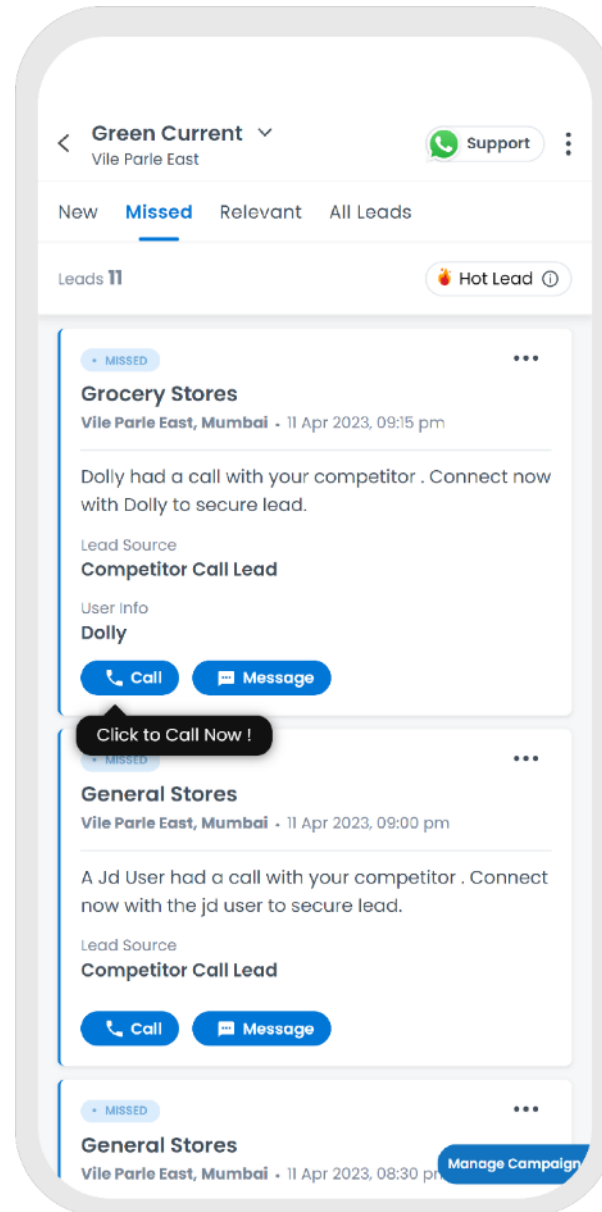 Green Current
Vile Parle East
Support
New Missed Relevant All Leads
Leads 11
Hot Lead
• MISSED
Grocery Stores
Vile Parle East, Mumbai • 11 Apr 2023, 09:15 pm
Dolly had a call with your competitor . Connect now
with Dolly to secure lead.
Lead Source
Competitor Call Lead
User Info
Dolly
Call Message
Click to Call Now !
• MISSED
General Stores
Vile Parle East, Mumbai • 11 Apr 2023, 09:00 pm
A Jd User had a call with your competitor . Connect
now with the jd user to secure lead.
Lead Source
Competitor Call Lead
Call Message
• MISSED
General Stores
Vile Parle East, Mumbai • 11 Apr 2023, 08:30
Manage Campaign